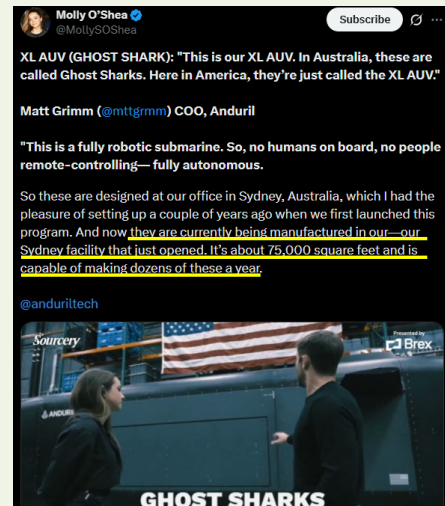 Molly O'Shea
@MollySOShea
Subscribe
XL AUV (GHOST SHARK): "This is our XL AUV. In Australia, these are
called Ghost Sharks. Here in America, they're just called the XL AUV."
Matt Grimm (@mttgrmm) COO, Anduril
"This is a fully robotic submarine. So, no humans on board, no people
remote-controlling— fully autonomous.
So these are designed at our office in Sydney, Australia, which I had the
pleasure of setting up a couple of years ago when we first launched this
program. And now they are currently being manufactured in our—our
Sydney facility that just opened. It's about 75,000 square feet and is
capable of making dozens of these a year.
@anduriltech
Sourcery
Presented by
Brex
ANDURIL
GHOST SHARKS